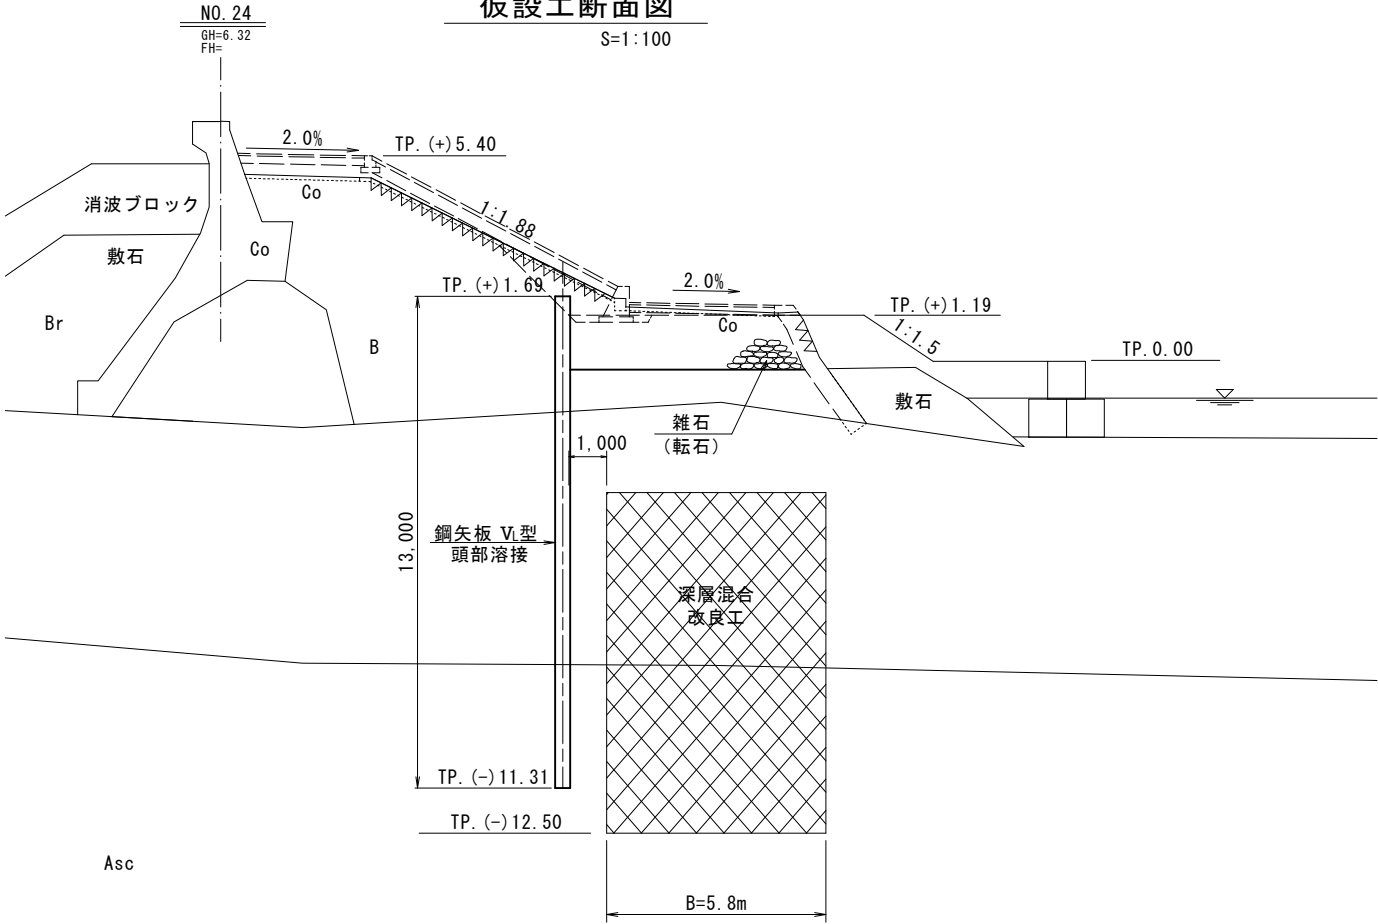 仮設工断面図
S=1:100
NO.24
GH=6.32
FH=
2.0%
TP.(+)5.40
Co
消波ブロック
1:1.88
敷石
Co
TP.(+)1.69
2.0%
TP.(+)1.19
Br
Co
1:1.5
B
TP.0.00
敷石
雑石
(転石)
1,000
13,000
鋼矢板 VL型
頭部溶接
深層混合
改良工
TP.(-)11.31
TP.(-)12.50
Asc
B=5.8m